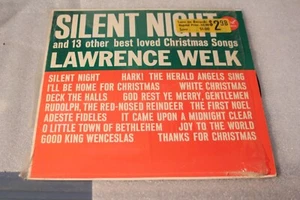 SILENT NIGHT
and 13 other best loved Christmas Songs
LAWRENCE WELK
$2.98
SILENT NIGHT HARK! THE HERALD ANGELS SING
I'LL BE HOME FOR CHRISTMAS WHITE CHRISTMAS
DECK THE HALLS GOD REST YE MERRY, GENTLEMEN
RUDOLPH, THE RED-NOSED REINDEER THE FIRST NOEL
ADESTE FIDELES IT CAME UPON A MIDNIGHT CLEAR
O LITTLE TOWN OF BETHLEHEM JOY TO THE WORLD
GOOD KING WENCESLAS THANKS FOR CHRISTMAS